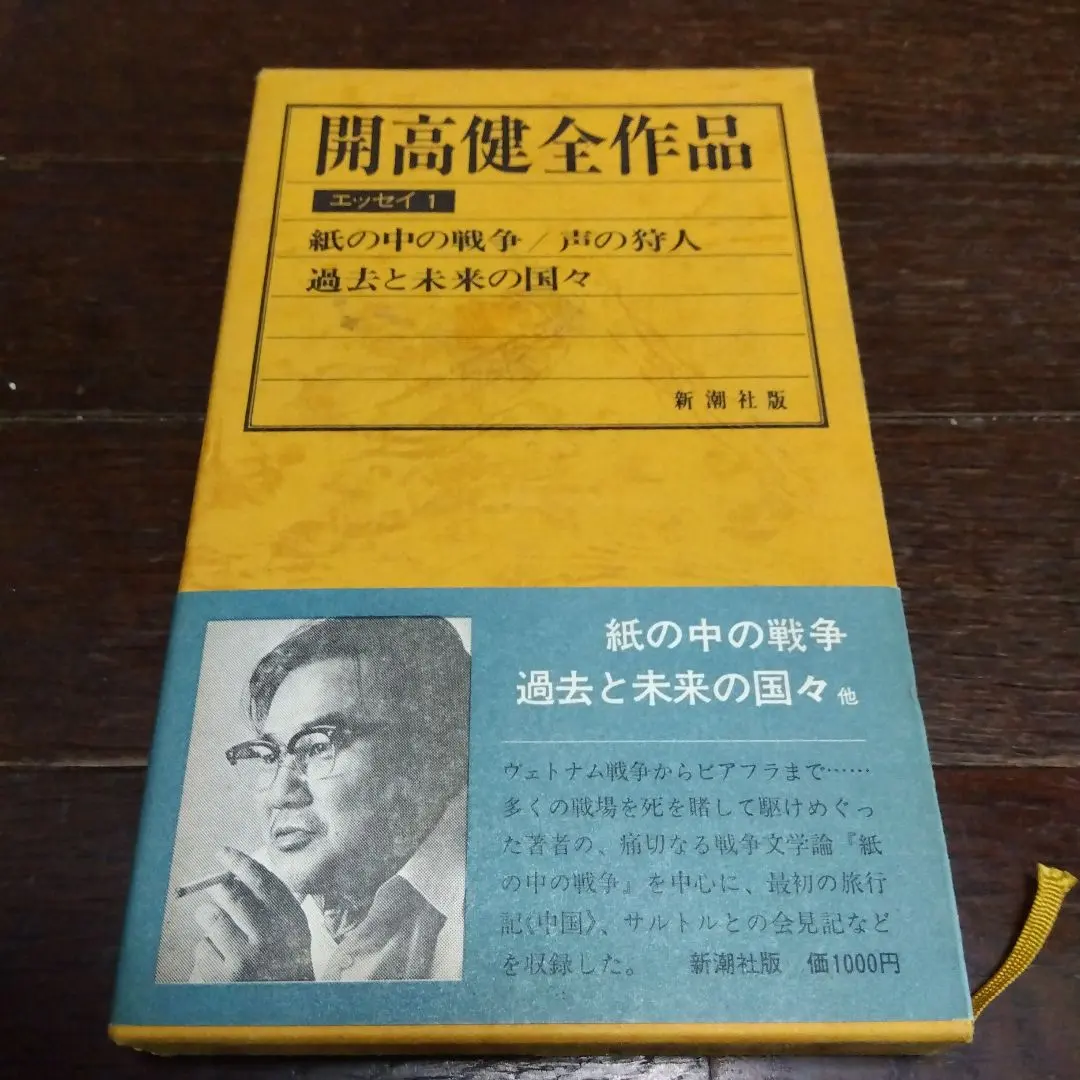 開高健全作品
エッセイ1
紙の中の戦争/声の狩人
過去と未来の国々
新潮社版
紙の中の戦争
過去と未来の国々 他
ヴェトナム戦争からビアフラまで……
多くの戦場を死を賭して駆けめぐっ
た著者の、痛切なる戦争文学論『紙
の中の戦争』を中心に、最初の旅行
記《中国》、サルトルとの会見記など
を収録した。 新潮社版 価1000円